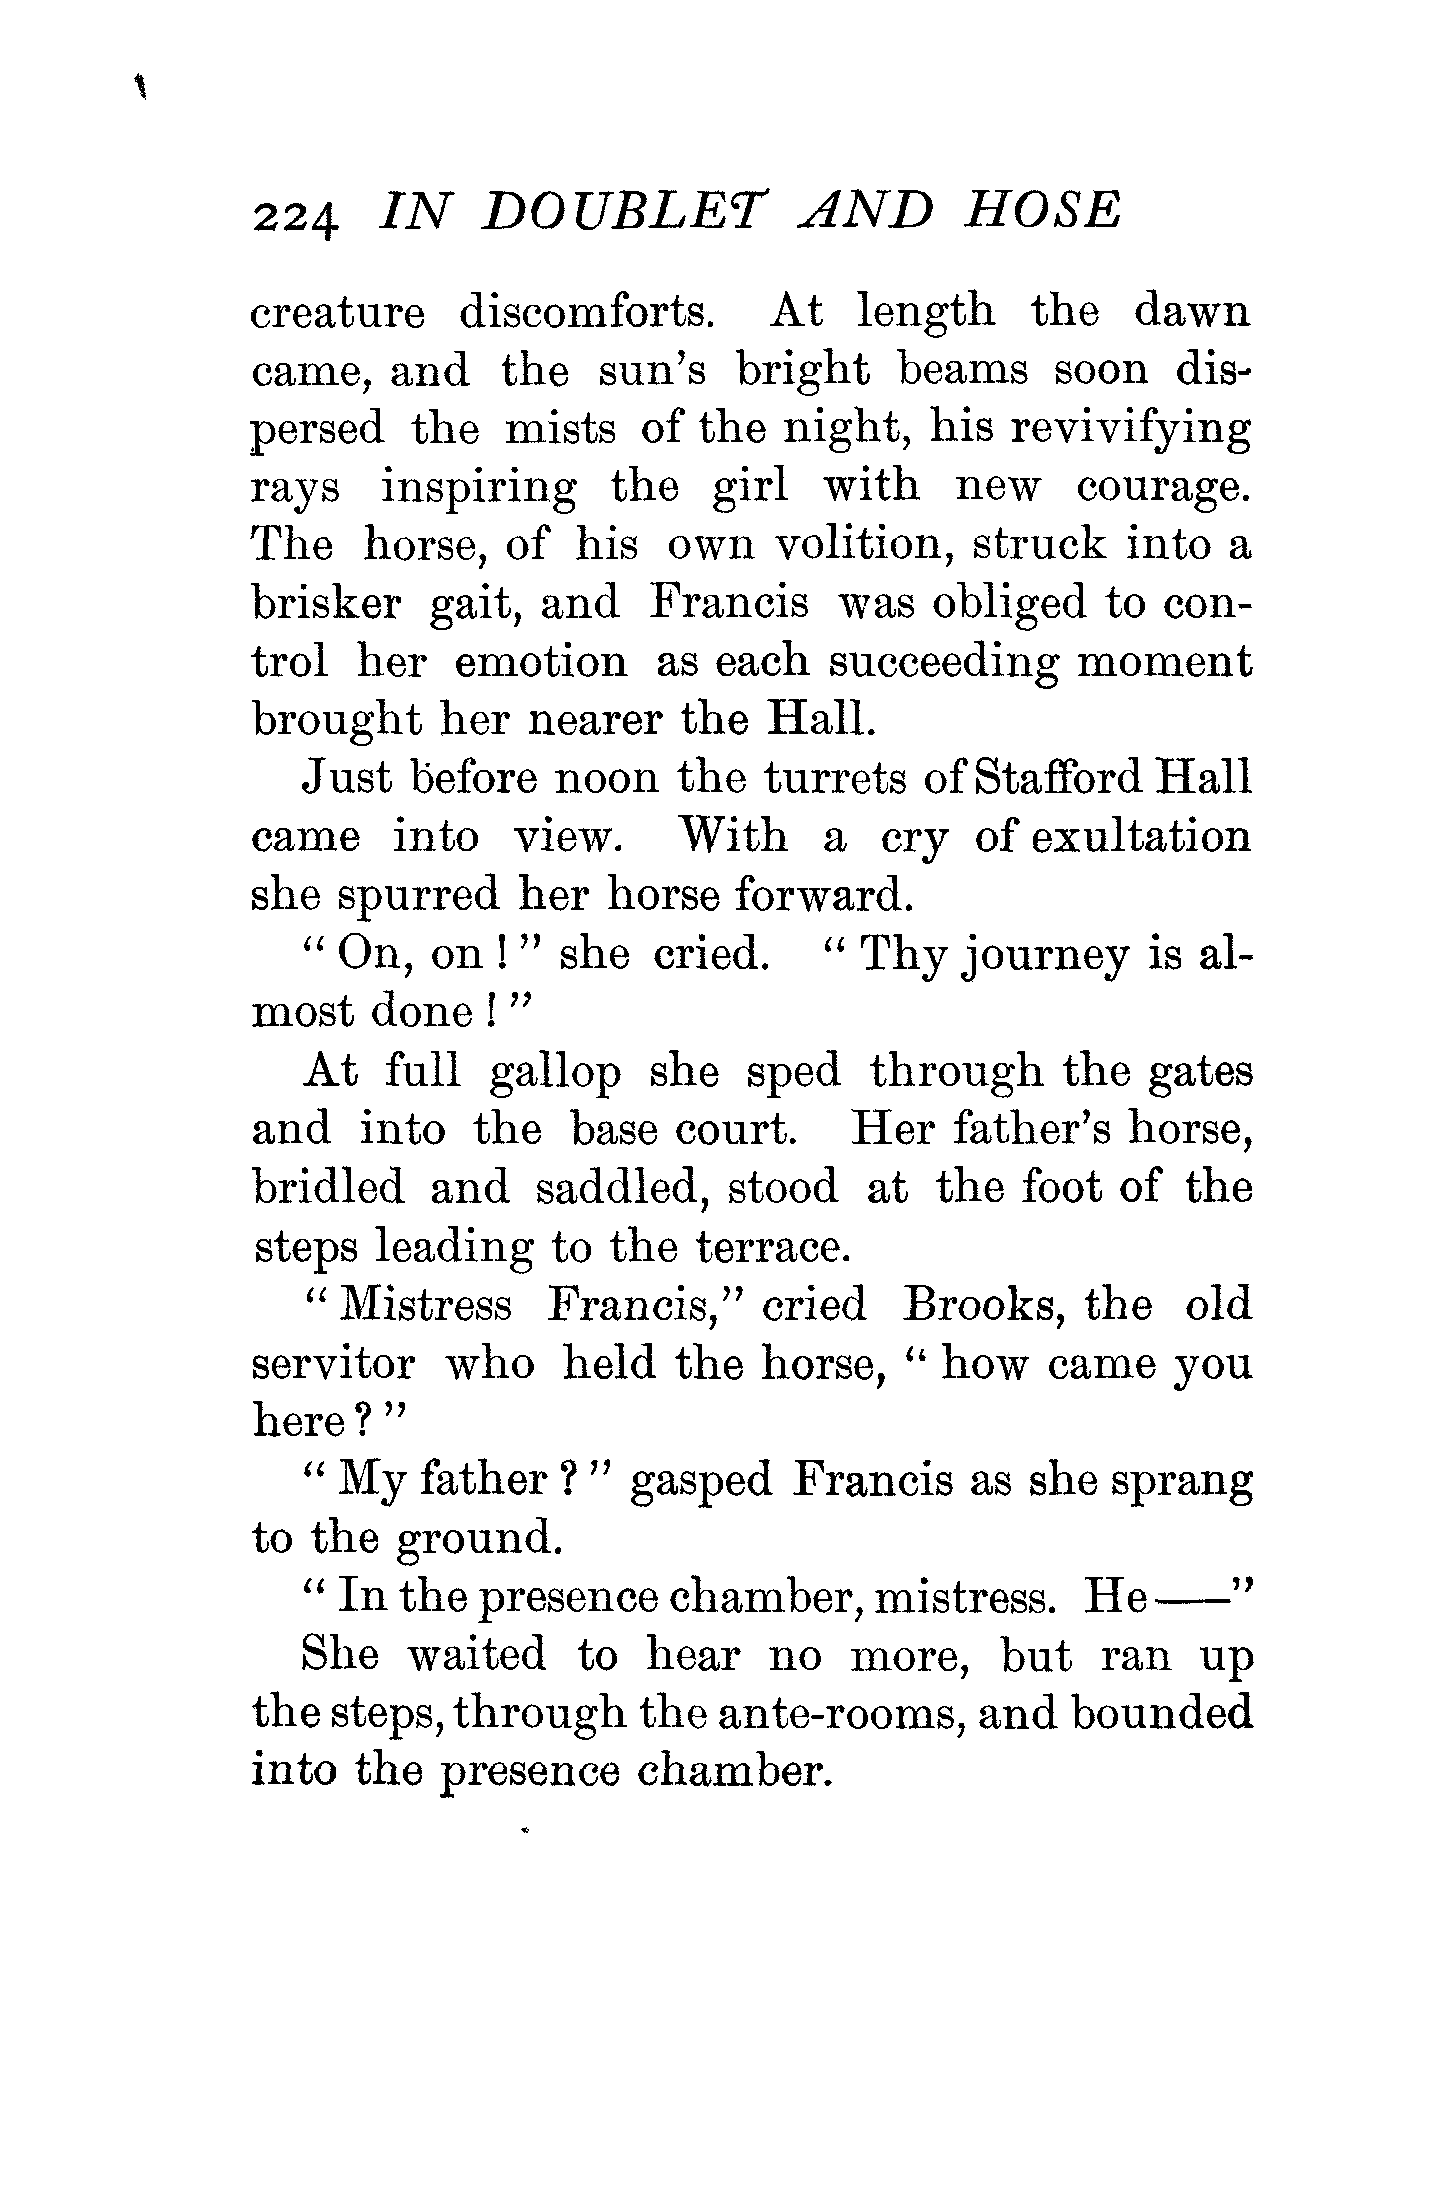 224 IN DOUBLET AND HOSE
creature discomforts. At length the dawn
came, and the sun's bright beams soon dis-
persed the mists of the night, his revivifying
rays inspiring the girl with new courage.
The horse, of his own volition, struck into a
brisker gait, and Francis was obliged to con-
trol her emotion as each succeeding moment
brought her nearer the Hall.
Just before noon the turrets of Stafford Hall
came into view. With a cry of exultation
she spurred her horse forward.
“ On, on ! ” she cried. “ Thy journey is al-
most done ! ”
At full gallop she sped through the gates
and into the base court. Her father's horse,
bridled and saddled, stood at the foot of the
steps leading to the terrace.
“ Mistress Francis,” cried Brooks, the old
servitor who held the horse, “ how came you
here ? ”
“ My father ? ” gasped Francis as she sprang
to the ground.
“ In the presence chamber, mistress. He——”
She waited to hear no more, but ran up
the steps, through the ante-rooms, and bounded
into the presence chamber.